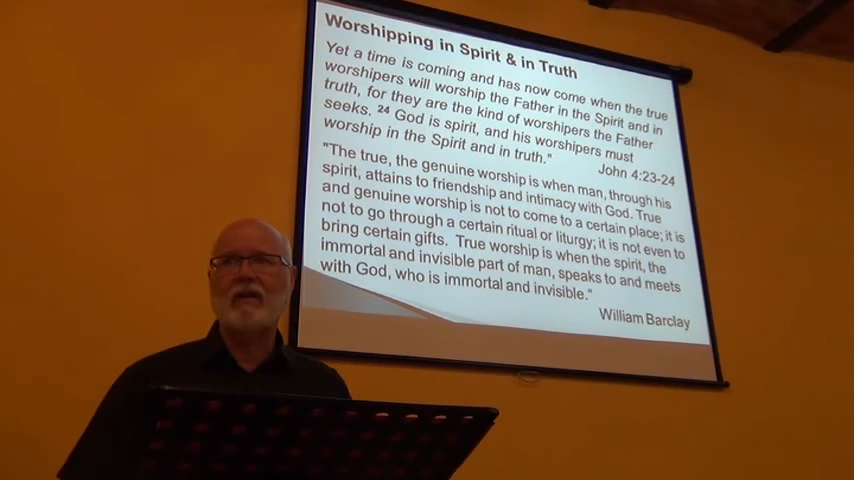 Worshipping in Spirit & in Truth
Yet a time is coming and has now come when the true
worshipers will worship the Father in the Spirit and in
truth, for they are the kind of worshipers the Father
seeks. 24 God is spirit, and his worshipers must
worship in the Spirit and in truth."
John 4:23-24
"The true, the genuine worship is when man, through his
spirit, attains to friendship and intimacy with God. True
and genuine worship is not to come to a certain place; it is
not to go through a certain ritual or liturgy; it is not even to
bring certain gifts. True worship is when the spirit, the
immortal and invisible part of man, speaks to and meets
with God, who is immortal and invisible."
William Barclay